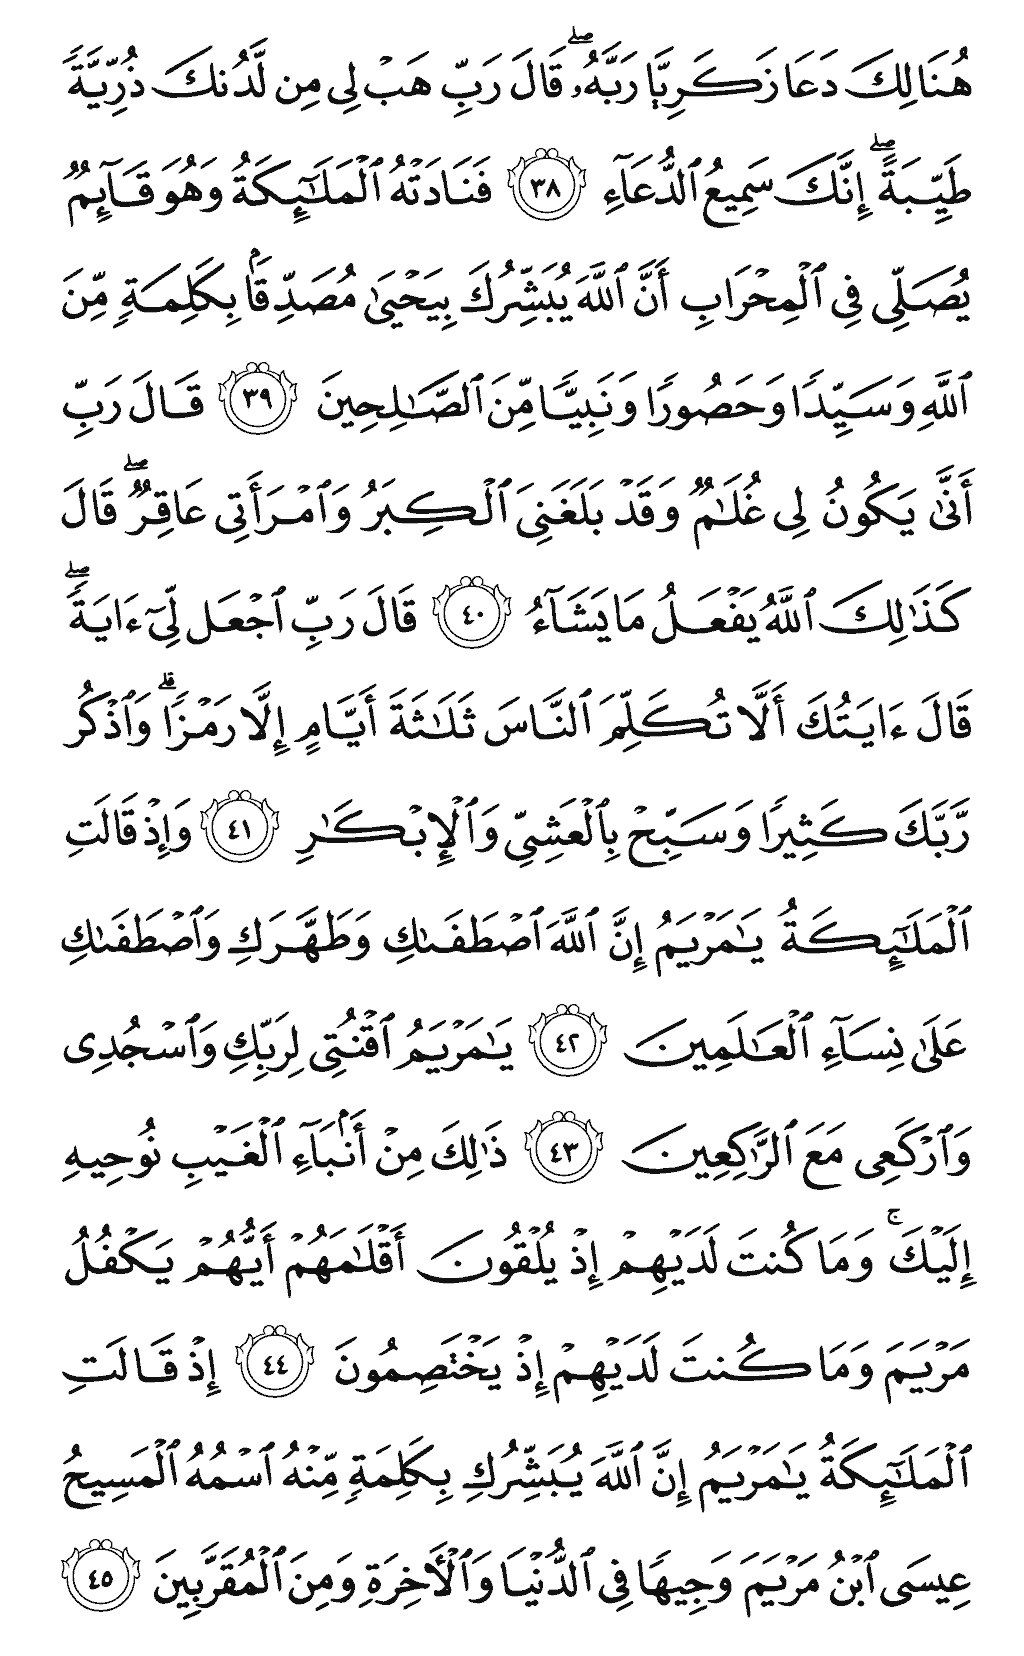 هُنَالِكَ دَعَا زَكَرِيَّا رَبَّهُۥۖ قَالَ رَبِّ هَبۡ لِي مِن لَّدُنكَ ذُرِّيَّةٗ
طَيِّبَةًۖ إِنَّكَ سَمِيعُ ٱلدُّعَآءِ ٣٨ فَنَادَتۡهُ ٱلۡمَلَٰٓئِكَةُ وَهُوَ قَآئِمٞ
يُصَلِّي فِي ٱلۡمِحۡرَابِ أَنَّ ٱللَّهَ يُبَشِّرُكَ بِيَحۡيَىٰ مُصَدِّقَۢا بِكَلِمَةٖ مِّنَ
ٱللَّهِ وَسَيِّدٗا وَحَصُورٗا وَنَبِيّٗا مِّنَ ٱلصَّٰلِحِينَ ٣٩ قَالَ رَبِّ
أَنَّىٰ يَكُونُ لِي غُلَٰمٞ وَقَدۡ بَلَغَنِيَ ٱلۡكِبَرُ وَٱمۡرَأَتِي عَاقِرٞۖ قَالَ
كَذَٰلِكَ ٱللَّهُ يَفۡعَلُ مَا يَشَآءُ ٤٠ قَالَ رَبِّ ٱجۡعَل لِّيٓ ءَايَةٗۖ
قَالَ ءَايَتُكَ أَلَّا تُكَلِّمَ ٱلنَّاسَ ثَلَٰثَةَ أَيَّامٍ إِلَّا رَمۡزٗاۗ وَٱذۡكُر
رَّبَّكَ كَثِيرٗا وَسَبِّحۡ بِٱلۡعَشِيِّ وَٱلۡإِبۡكَٰرِ ٤١ وَإِذۡ قَالَتِ
ٱلۡمَلَٰٓئِكَةُ يَٰمَرۡيَمُ إِنَّ ٱللَّهَ ٱصۡطَفَىٰكِ وَطَهَّرَكِ وَٱصۡطَفَىٰكِ
عَلَىٰ نِسَآءِ ٱلۡعَٰلَمِينَ ٤٢ يَٰمَرۡيَمُ ٱقۡنُتِي لِرَبِّكِ وَٱسۡجُدِي
وَٱرۡكَعِي مَعَ ٱلرَّٰكِعِينَ ٤٣ ذَٰلِكَ مِنۡ أَنۢبَآءِ ٱلۡغَيۡبِ نُوحِيهِ
إِلَيۡكَۚ وَمَا كُنتَ لَدَيۡهِمۡ إِذۡ يُلۡقُونَ أَقۡلَٰمَهُمۡ أَيُّهُمۡ يَكۡفُلُ
مَرۡيَمَ وَمَا كُنتَ لَدَيۡهِمۡ إِذۡ يَخۡتَصِمُونَ ٤٤ إِذۡ قَالَتِ
ٱلۡمَلَٰٓئِكَةُ يَٰمَرۡيَمُ إِنَّ ٱللَّهَ يُبَشِّرُكِ بِكَلِمَةٖ مِّنۡهُ ٱسۡمُهُ ٱلۡمَسِيحُ
عِيسَى ٱبۡنُ مَرۡيَمَ وَجِيهٗا فِي ٱلدُّنۡيَا وَٱلۡأٓخِرَةِ وَمِنَ ٱلۡمُقَرَّبِينَ ٤٥